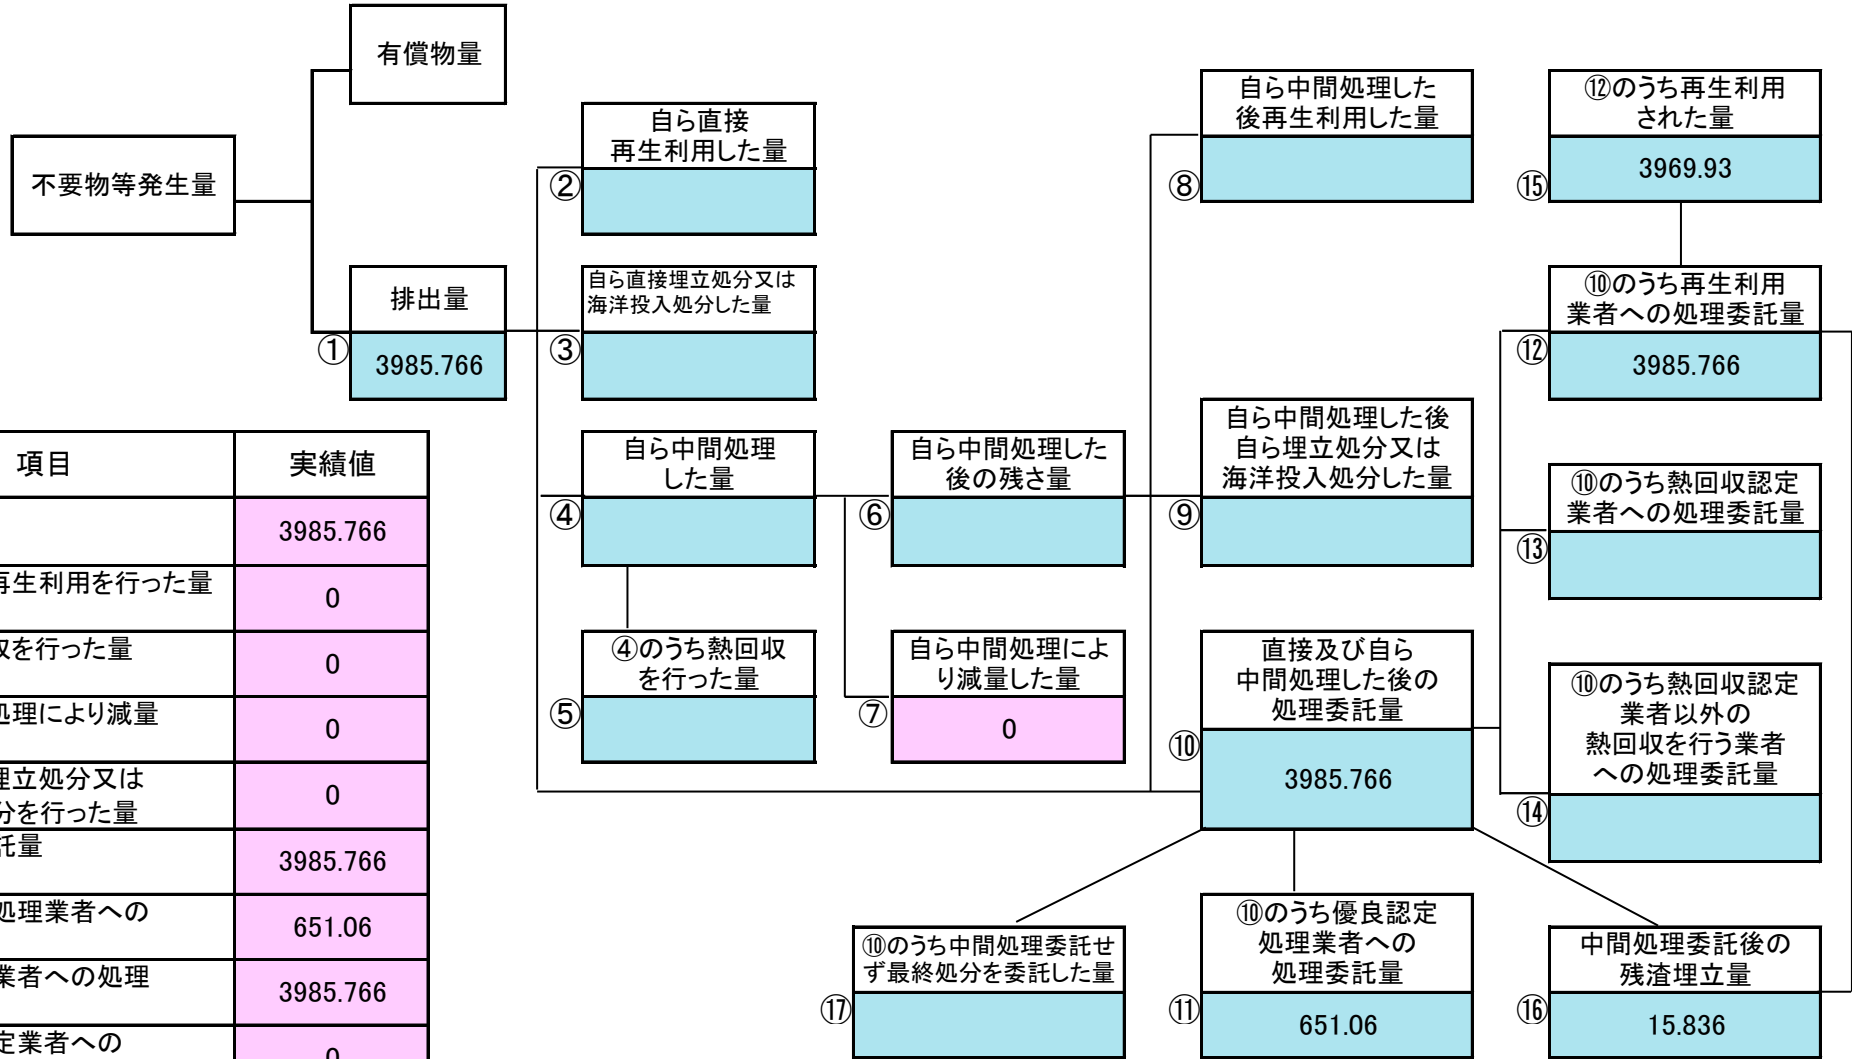 有償物量
不要物等発生量
排出量
①
3985.766
自ら直接
再生利用した量
②
自ら直接埋立処分又は
海洋投入処分した量
③
自ら中間処理
した量
④
④のうち熱回収
を行った量
⑤
自ら中間処理した
後の残さ量
⑥
自ら中間処理によ
り減量した量
⑦
0
自ら中間処理した
後再生利用した量
⑧
自ら中間処理した後
自ら埋立処分又は
海洋投入処分した量
⑨
直接及び自ら
中間処理した後の
処理委託量
⑩
3985.766
⑫のうち再生利用
された量
⑮
3969.93
⑩のうち再生利用
業者への処理委託量
⑫
3985.766
⑩のうち熱回収認定
業者への処理委託量
⑬
⑩のうち熱回収認定
業者以外の
熱回収を行う業者
への処理委託量
⑭
⑩のうち中間処理委託せ
ず最終処分を委託した量
⑰
⑩のうち優良認定
処理業者への
処理委託量
⑪
651.06
中間処理委託後の
残渣埋立量
⑯
15.836
項目 実績値
3985.766
再生利用を行った量
0
を行った量
0
処理により減量
0
埋立処分又は
分を行った量
0
託量
3985.766
処理業者への
651.06
業者への処理
3985.766
定業者への